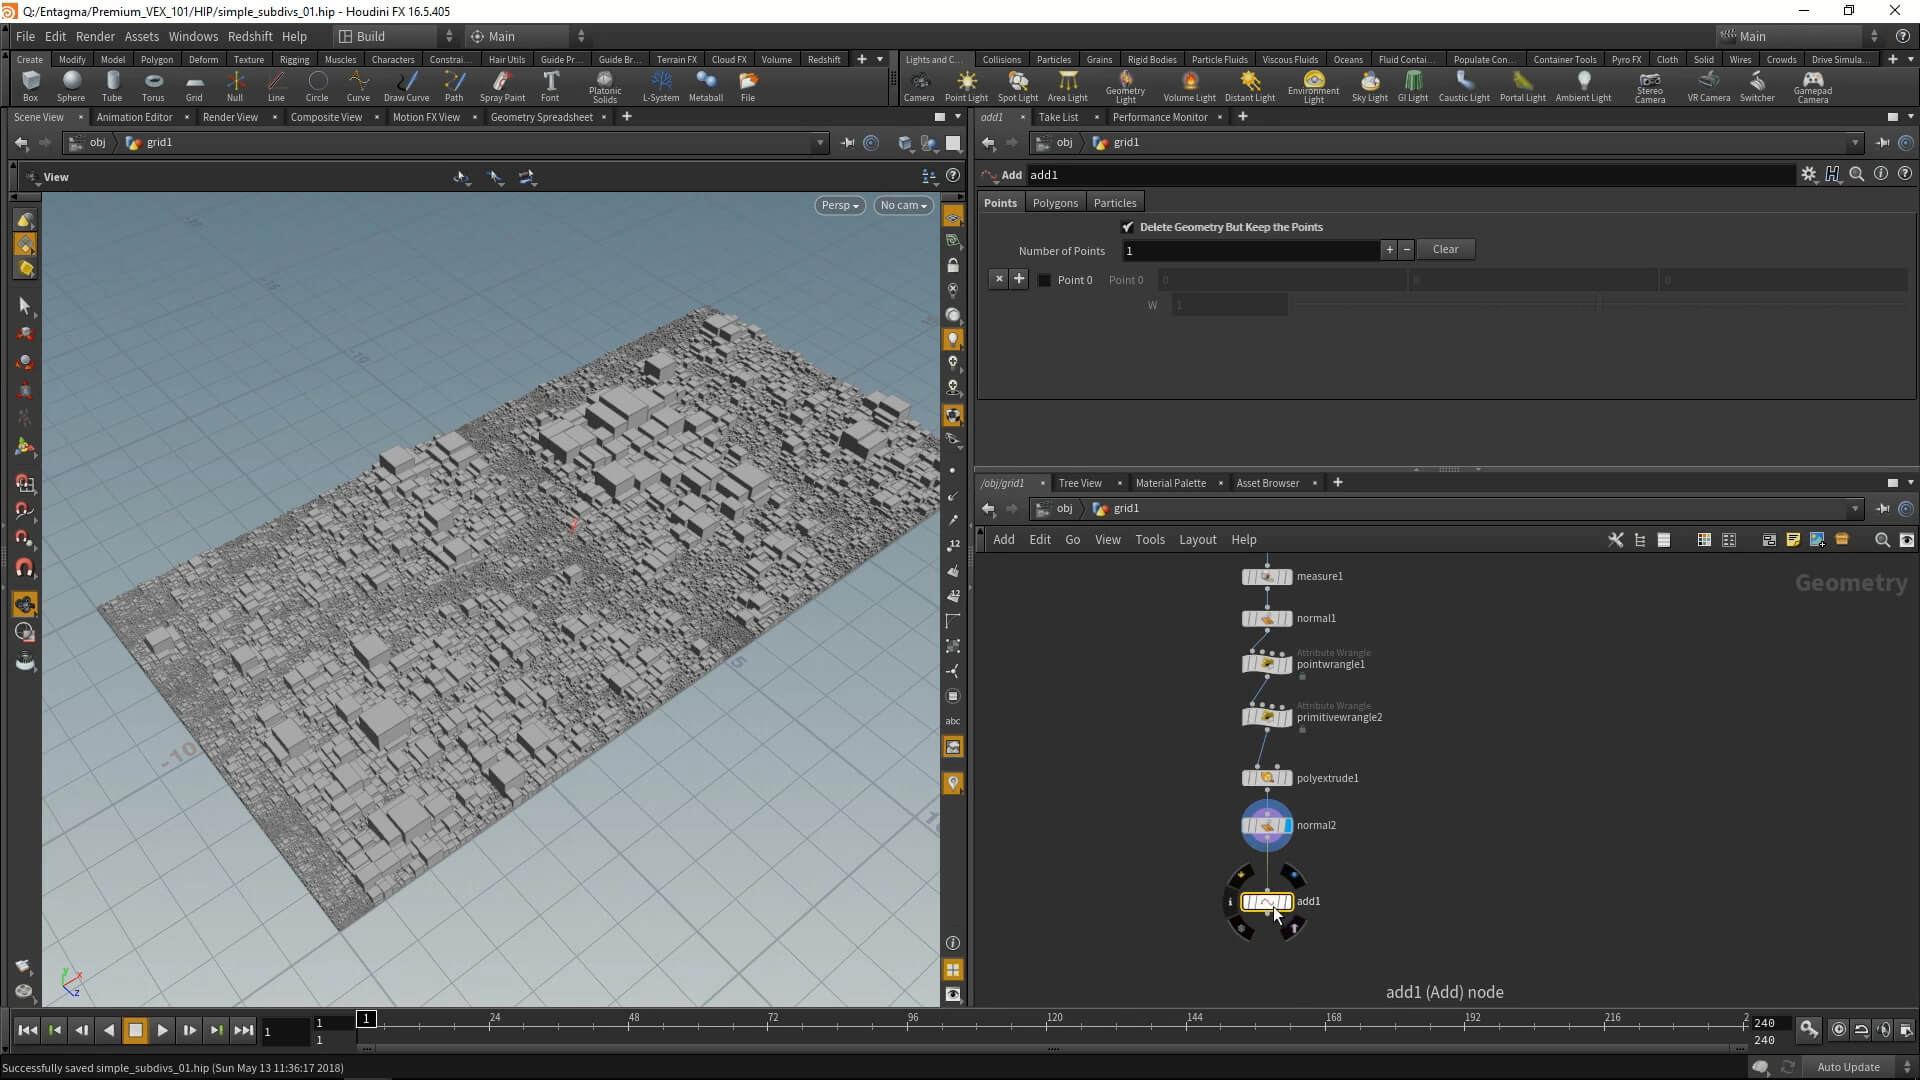 Q:/Entagma/Premium_VEX_101/HIP/simple_subdivs_01.hip - Houdini FX 16.5.405
File Edit Render Assets Windows Redshift Help Build Main Main
Create Modify Model Polygon Deform Texture Rigging Muscles Characters Constrai... Hair Utils Guide Pr... Guide Br... Terrain FX Cloud FX Volume Redshift
Lights and C... Collisions Particles Grains Rigid Bodies Particle Fluids Viscous Fluids Oceans Fluid Contai... Populate Con... Container Tools Pyro FX Cloth Solid Wires Crowds Drive Simula...
Box Sphere Tube Torus Grid Null Line Circle Curve Draw Curve Path Spray Paint Font Platonic Solids L-System Metaball File
Camera Point Light Spot Light Area Light Geometry Light Volume Light Distant Light Environment Light Sky Light GI Light Caustic Light Portal Light Ambient Light Stereo Camera VR Camera Switcher Gamepad Camera
Scene View Animation Editor Render View Composite View Motion FX View Geometry Spreadsheet
add1 Take List Performance Monitor
obj grid1
obj grid1
View
Add add1
Persp No cam
Points Polygons Particles
Delete Geometry But Keep the Points
Number of Points 1 Clear
Point 0 Point 0 0 0 0
W 1
/obj/grid1 Tree View Material Palette Asset Browser
obj grid1
Add Edit Go View Tools Layout Help
Geometry
measure1
normal1
Attribute Wrangle
pointwrangle1
Attribute Wrangle
primitivewrangle2
polyextrude1
normal2
add1
add1 (Add) node
12
12
abc
-10
1 1 1 24 48 72 96 120 144 168 192 216 2 240
1 240
Successfully saved simple_subdivs_01.hip (Sun May 13 11:36:17 2018)
Auto Update